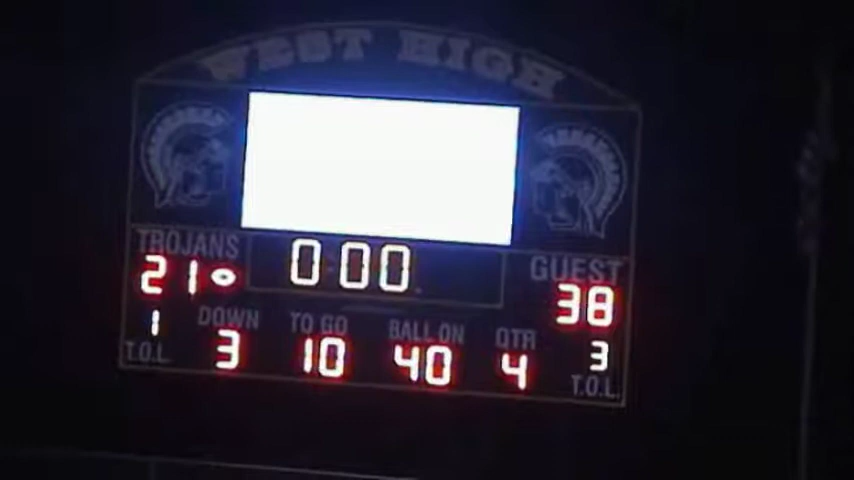 WEST HIGH
TROJANS 0:00 GUEST
21 38
DOWN TO GO BALL ON QTR
1 3 10 40 4 3
T.O.L. T.O.L.